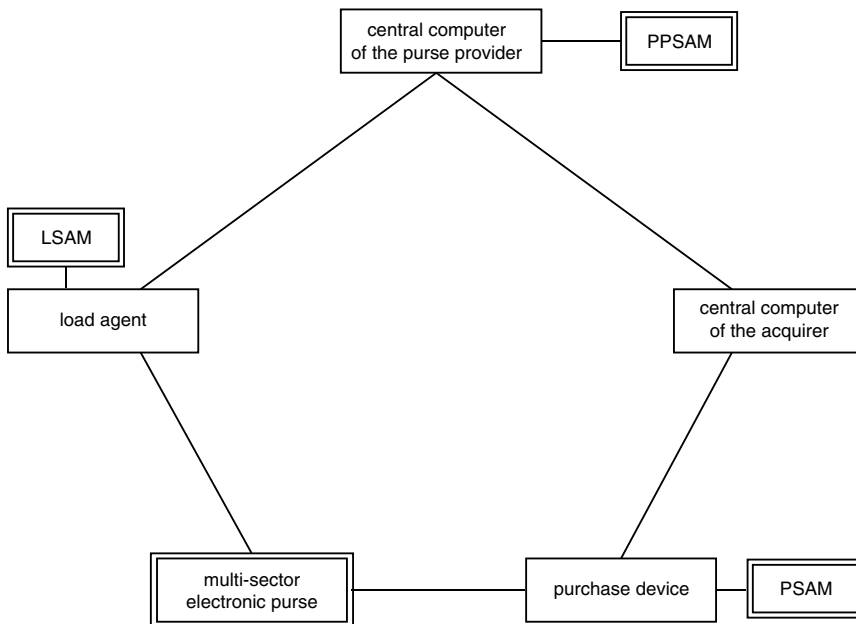 central computer
of the purse provider
PPSAM
LSAM
load agent
central computer
of the acquirer
multi-sector
electronic purse
purchase device
PSAM